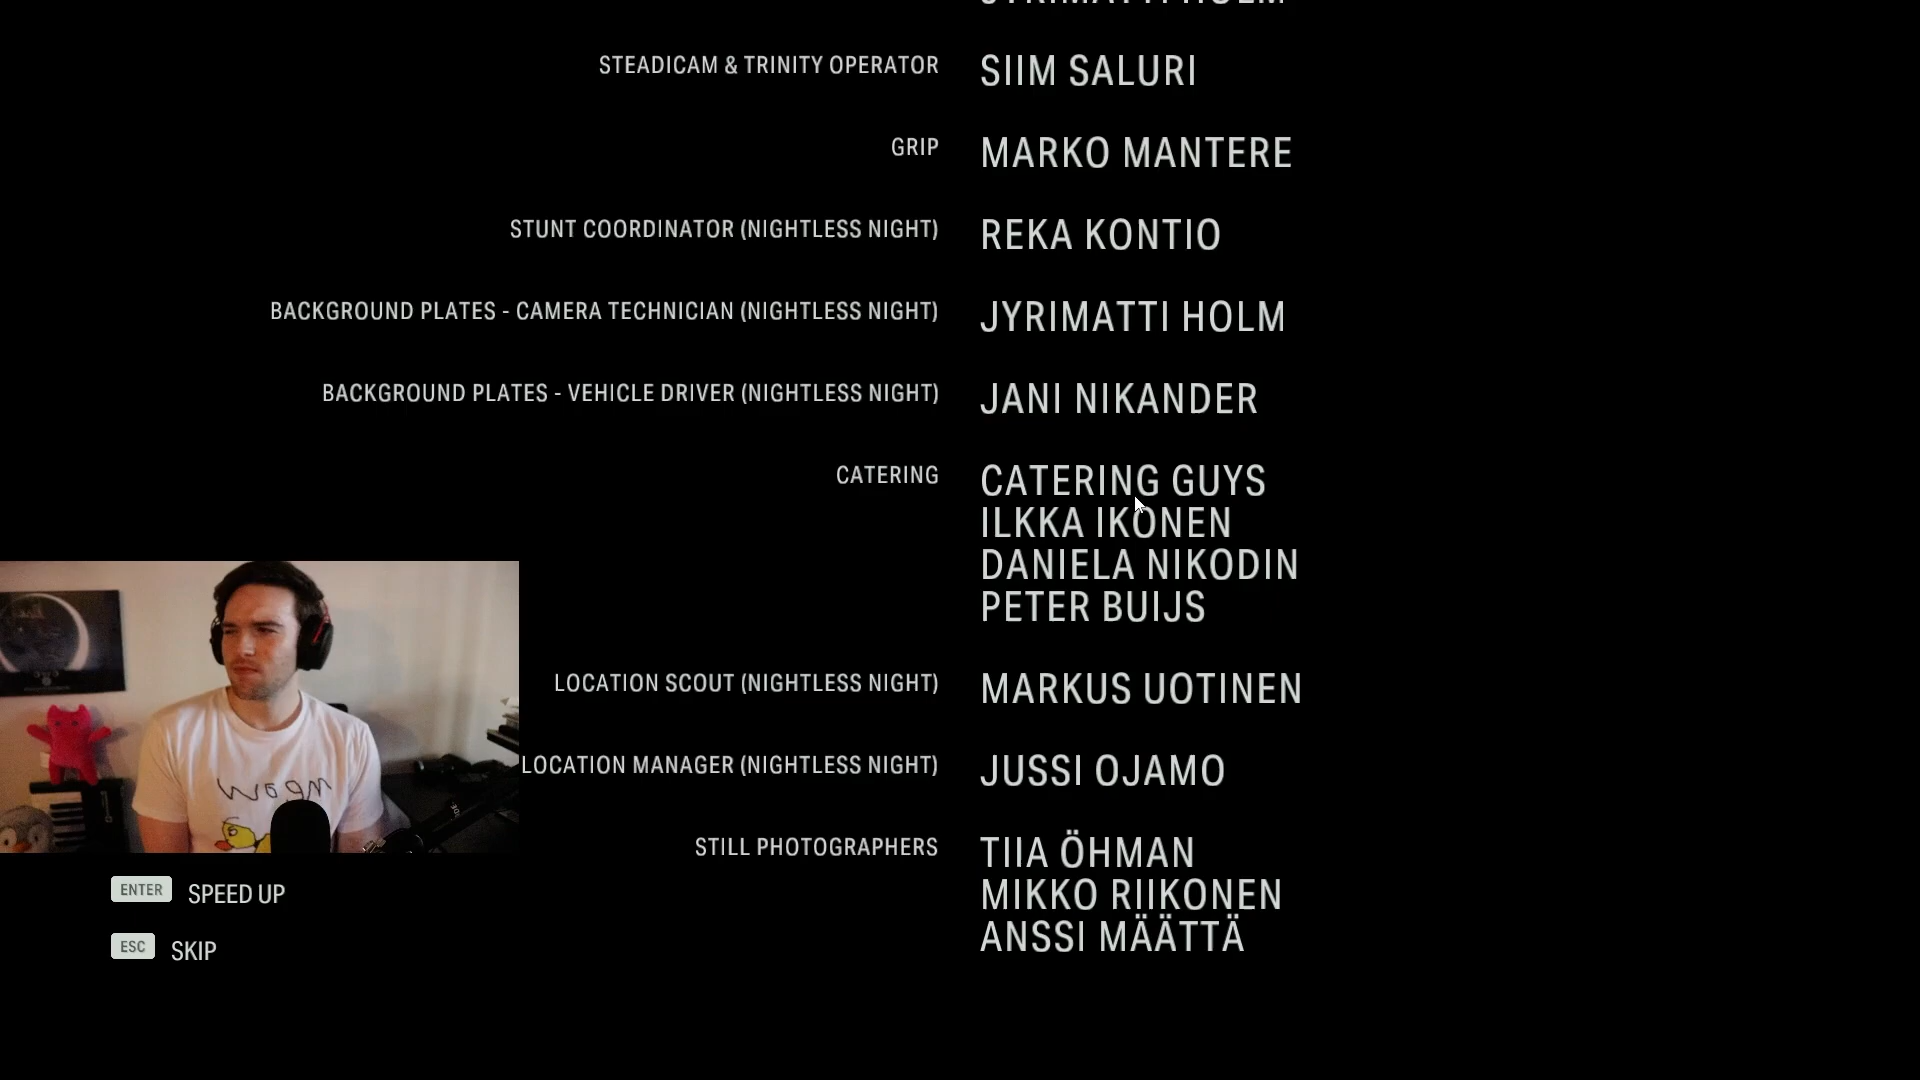 STEADICAM & TRINITY OPERATOR SIIM SALURI
GRIP MARKO MANTERE
STUNT COORDINATOR (NIGHTLESS NIGHT) REKA KONTIO
BACKGROUND PLATES - CAMERA TECHNICIAN (NIGHTLESS NIGHT) JYRIMATTI HOLM
BACKGROUND PLATES - VEHICLE DRIVER (NIGHTLESS NIGHT) JANI NIKANDER
CATERING CATERING GUYS
ILKKA IKONEN
DANIELA NIKODIN
PETER BUIJS
LOCATION SCOUT (NIGHTLESS NIGHT) MARKUS UOTINEN
LOCATION MANAGER (NIGHTLESS NIGHT) JUSSI OJAMO
STILL PHOTOGRAPHERS TIIA ÖHMAN
MIKKO RIIKONEN
ANSSI MÄÄTTÄ
ENTER SPEED UP
ESC SKIP